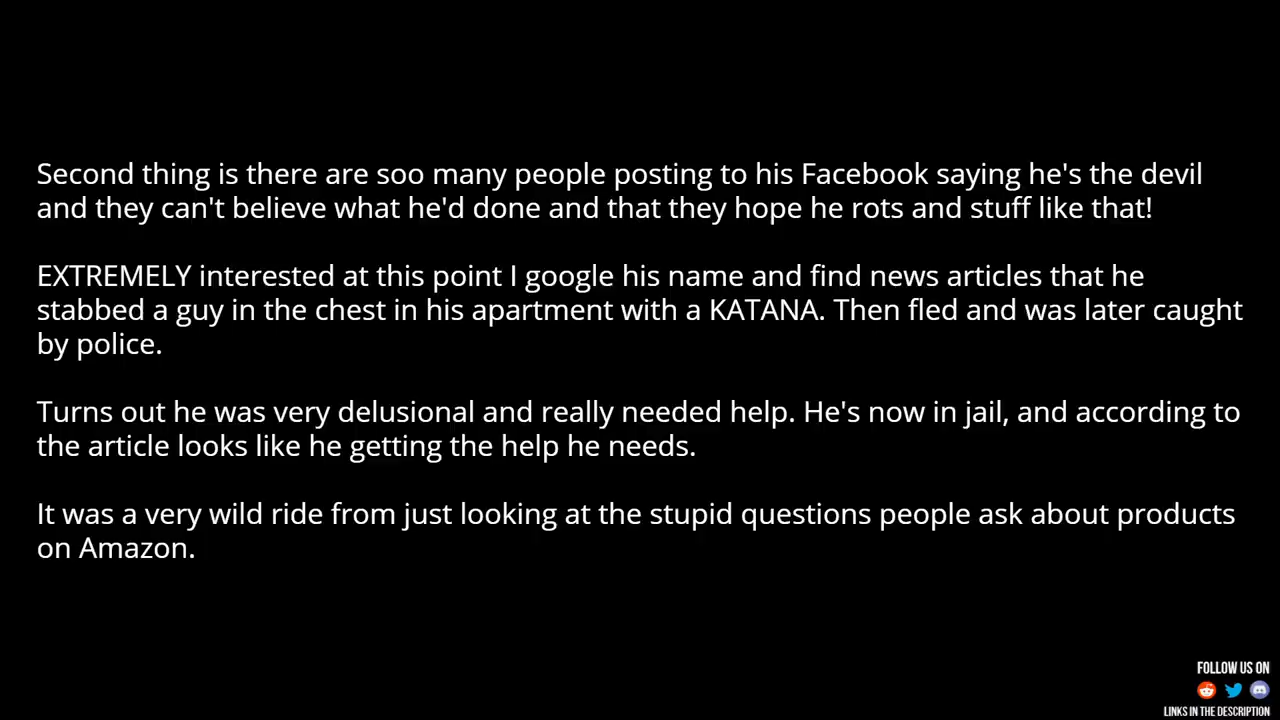 Second thing is there are soo many people posting to his Facebook saying he's the devil
and they can't believe what he'd done and that they hope he rots and stuff like that!
EXTREMELY interested at this point I google his name and find news articles that he
stabbed a guy in the chest in his apartment with a KATANA. Then fled and was later caught
by police.
Turns out he was very delusional and really needed help. He's now in jail, and according to
the article looks like he getting the help he needs.
It was a very wild ride from just looking at the stupid questions people ask about products
on Amazon.
FOLLOW US ON
LINKS IN THE DESCRIPTION